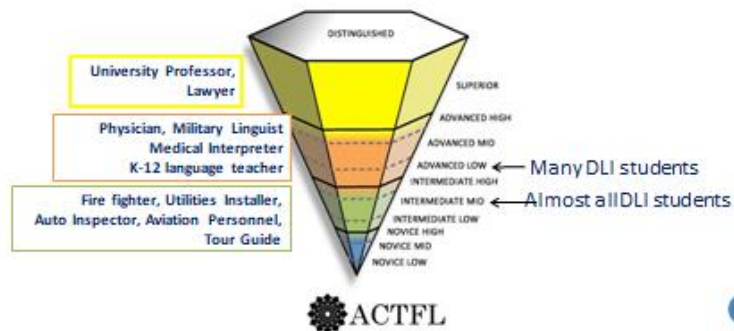 DISTINGUISHED
University Professor,
Lawyer
SUPERIOR
ADVANCED HIGH
Physician, Military Linguist
Medical Interpreter
K-12 language teacher
ADVANCED MID
ADVANCED LOW
Many DLI students
INTERMEDIATE HIGH
Fire fighter, Utilities Installer,
Auto Inspector, Aviation Personnel,
Tour Guide
INTERMEDIATE MID
Almost all DLI students
INTERMEDIATE LOW
NOVICE HIGH
NOVICE MID
NOVICE LOW
ACTFL